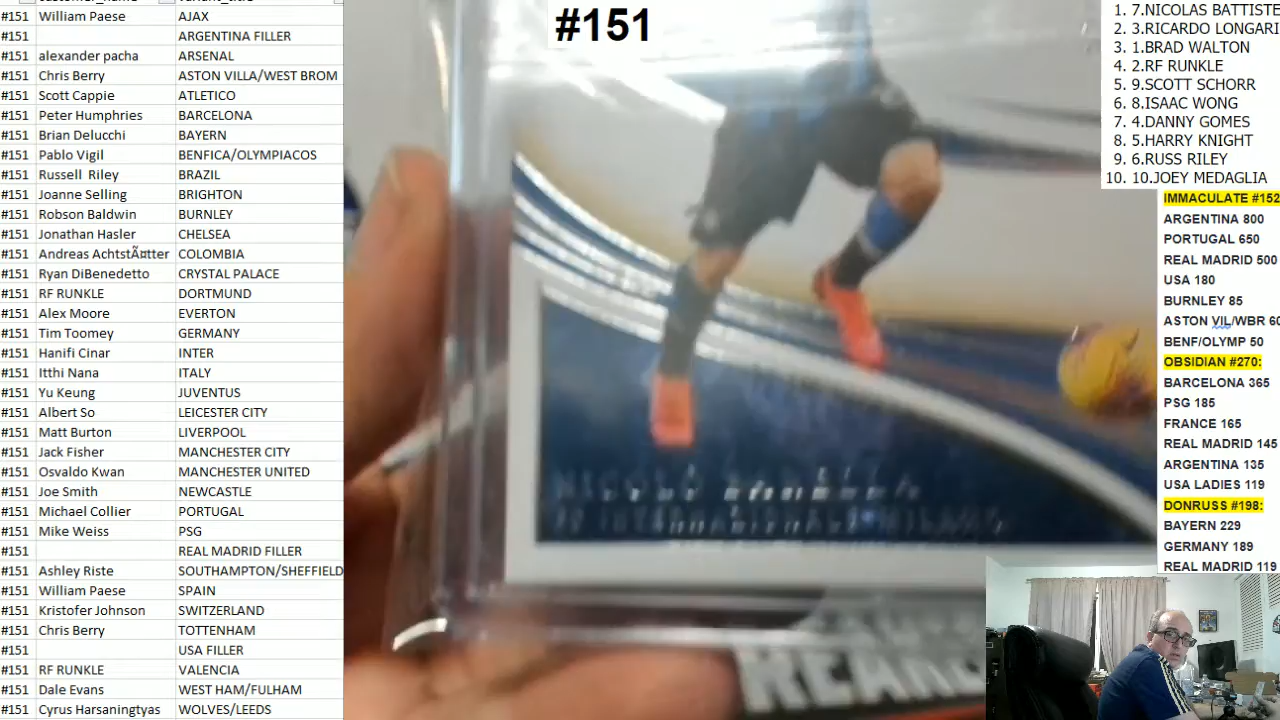 #151 William Paese AJAX
#151 ARGENTINA FILLER
#151 alexander pacha ARSENAL
#151 Chris Berry ASTON VILLA/WEST BROM
#151 Scott Cappie ATLETICO
#151 Peter Humphries BARCELONA
#151 Brian Delucchi BAYERN
#151 Pablo Vigil BENFICA/OLYMPIACOS
#151 Russell Riley BRAZIL
#151 Joanne Selling BRIGHTON
#151 Robson Baldwin BURNLEY
#151 Jonathan Hasler CHELSEA
#151 Andreas AchtstÃ¤tter COLOMBIA
#151 Ryan DiBenedetto CRYSTAL PALACE
#151 RF RUNKLE DORTMUND
#151 Alex Moore EVERTON
#151 Tim Toomey GERMANY
#151 Hanifi Cinar INTER
#151 Itthi Nana ITALY
#151 Yu Keung JUVENTUS
#151 Albert So LEICESTER CITY
#151 Matt Burton LIVERPOOL
#151 Jack Fisher MANCHESTER CITY
#151 Osvaldo Kwan MANCHESTER UNITED
#151 Joe Smith NEWCASTLE
#151 Michael Collier PORTUGAL
#151 Mike Weiss PSG
#151 REAL MADRID FILLER
#151 Ashley Riste SOUTHAMPTON/SHEFFIELD
#151 William Paese SPAIN
#151 Kristofer Johnson SWITZERLAND
#151 Chris Berry TOTTENHAM
#151 USA FILLER
#151 RF RUNKLE VALENCIA
#151 Dale Evans WEST HAM/FULHAM
#151 Cyrus Harsaningtyas WOLVES/LEEDS
#151
1. 7.NICOLAS BATTISTE
2. 3.RICARDO LONGARI
3. 1.BRAD WALTON
4. 2.RF RUNKLE
5. 9.SCOTT SCHORR
6. 8.ISAAC WONG
7. 4.DANNY GOMES
8. 5.HARRY KNIGHT
9. 6.RUSS RILEY
10. 10.JOEY MEDAGLIA
IMMACULATE #152
ARGENTINA 800
PORTUGAL 650
REAL MADRID 500
USA 180
BURNLEY 85
ASTON VIL/WBR 60
BENF/OLYMP 50
OBSIDIAN #270:
BARCELONA 365
PSG 185
FRANCE 165
REAL MADRID 145
ARGENTINA 135
USA LADIES 119
DONRUSS #198:
BAYERN 229
GERMANY 189
REAL MADRID 119